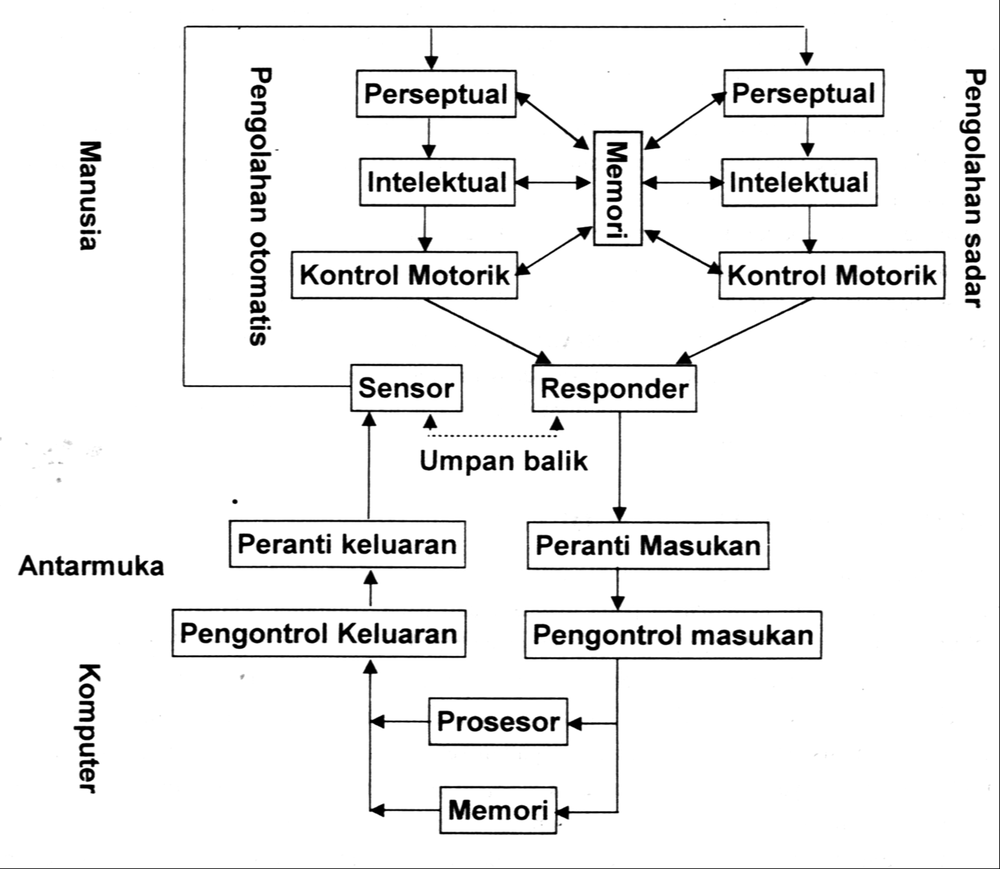 Manusia
Pengolahan otomatis
Perseptual
Perseptual
Pengolahan sadar
Memori
Intelektual
Intelektual
Kontrol Motorik
Kontrol Motorik
Sensor
Responder
Umpan balik
Antarmuka
Peranti keluaran
Peranti Masukan
Pengontrol Keluaran
Pengontrol masukan
Komputer
Prosesor
Memori